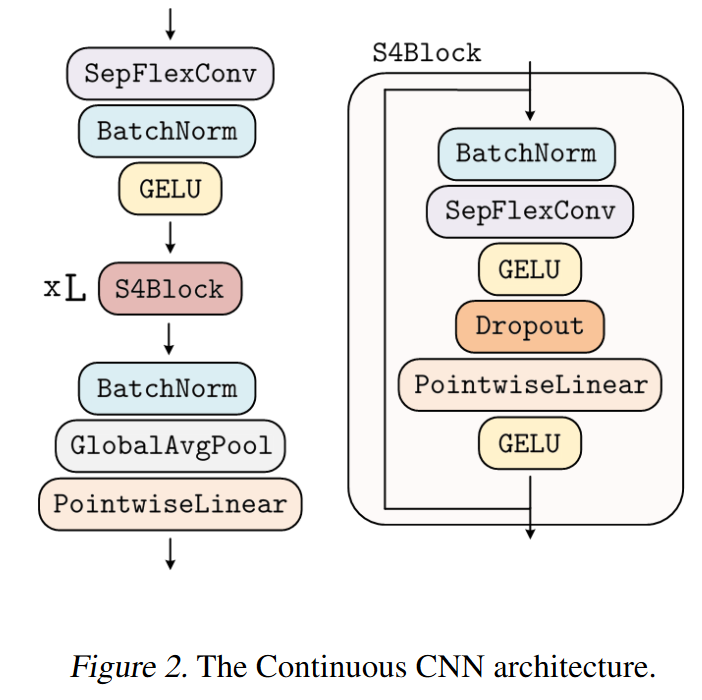 SepFlexConv
BatchNorm
GELU
xL S4Block
BatchNorm
GlobalAvgPool
PointwiseLinear
S4Block
BatchNorm
SepFlexConv
GELU
Dropout
PointwiseLinear
GELU
Figure 2. The Continuous CNN architecture.